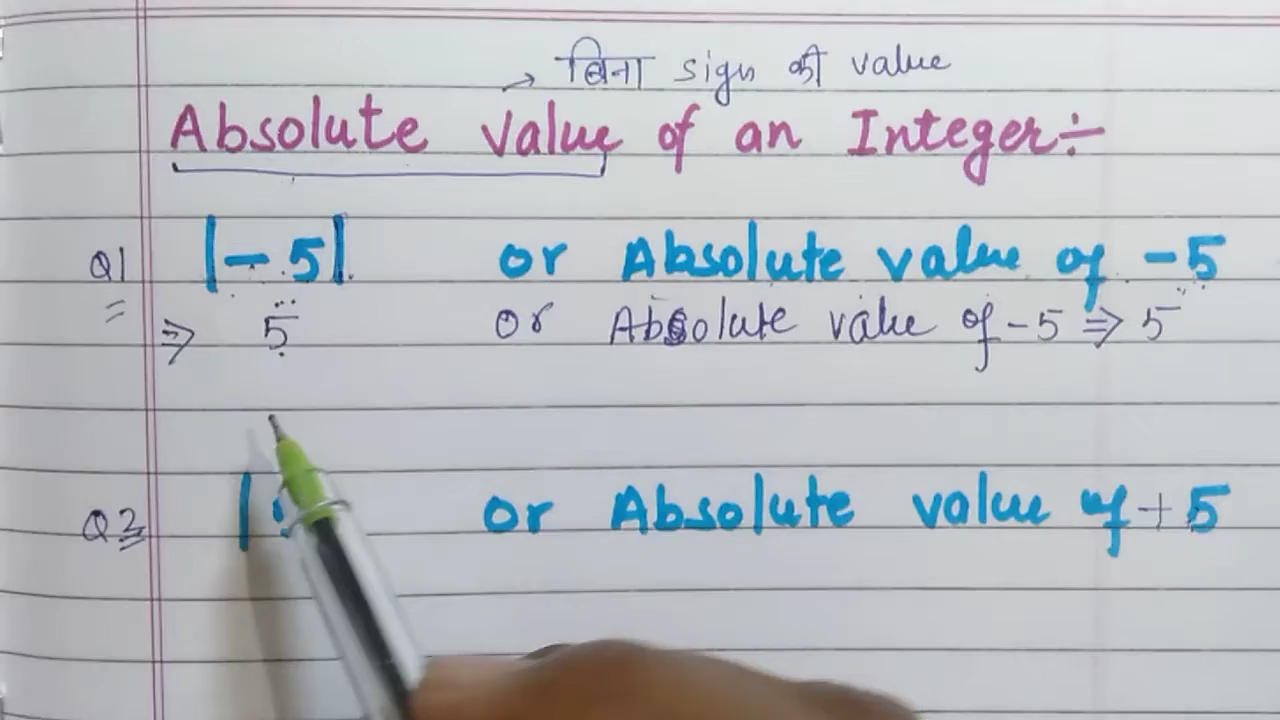 → बिना sign की value
Absolute value of an Integer÷
Q1 |-5| or Absolute value of -5
⇒ 5 or Absolute value of -5 ⇒ 5
Q2 | or Absolute value of +5